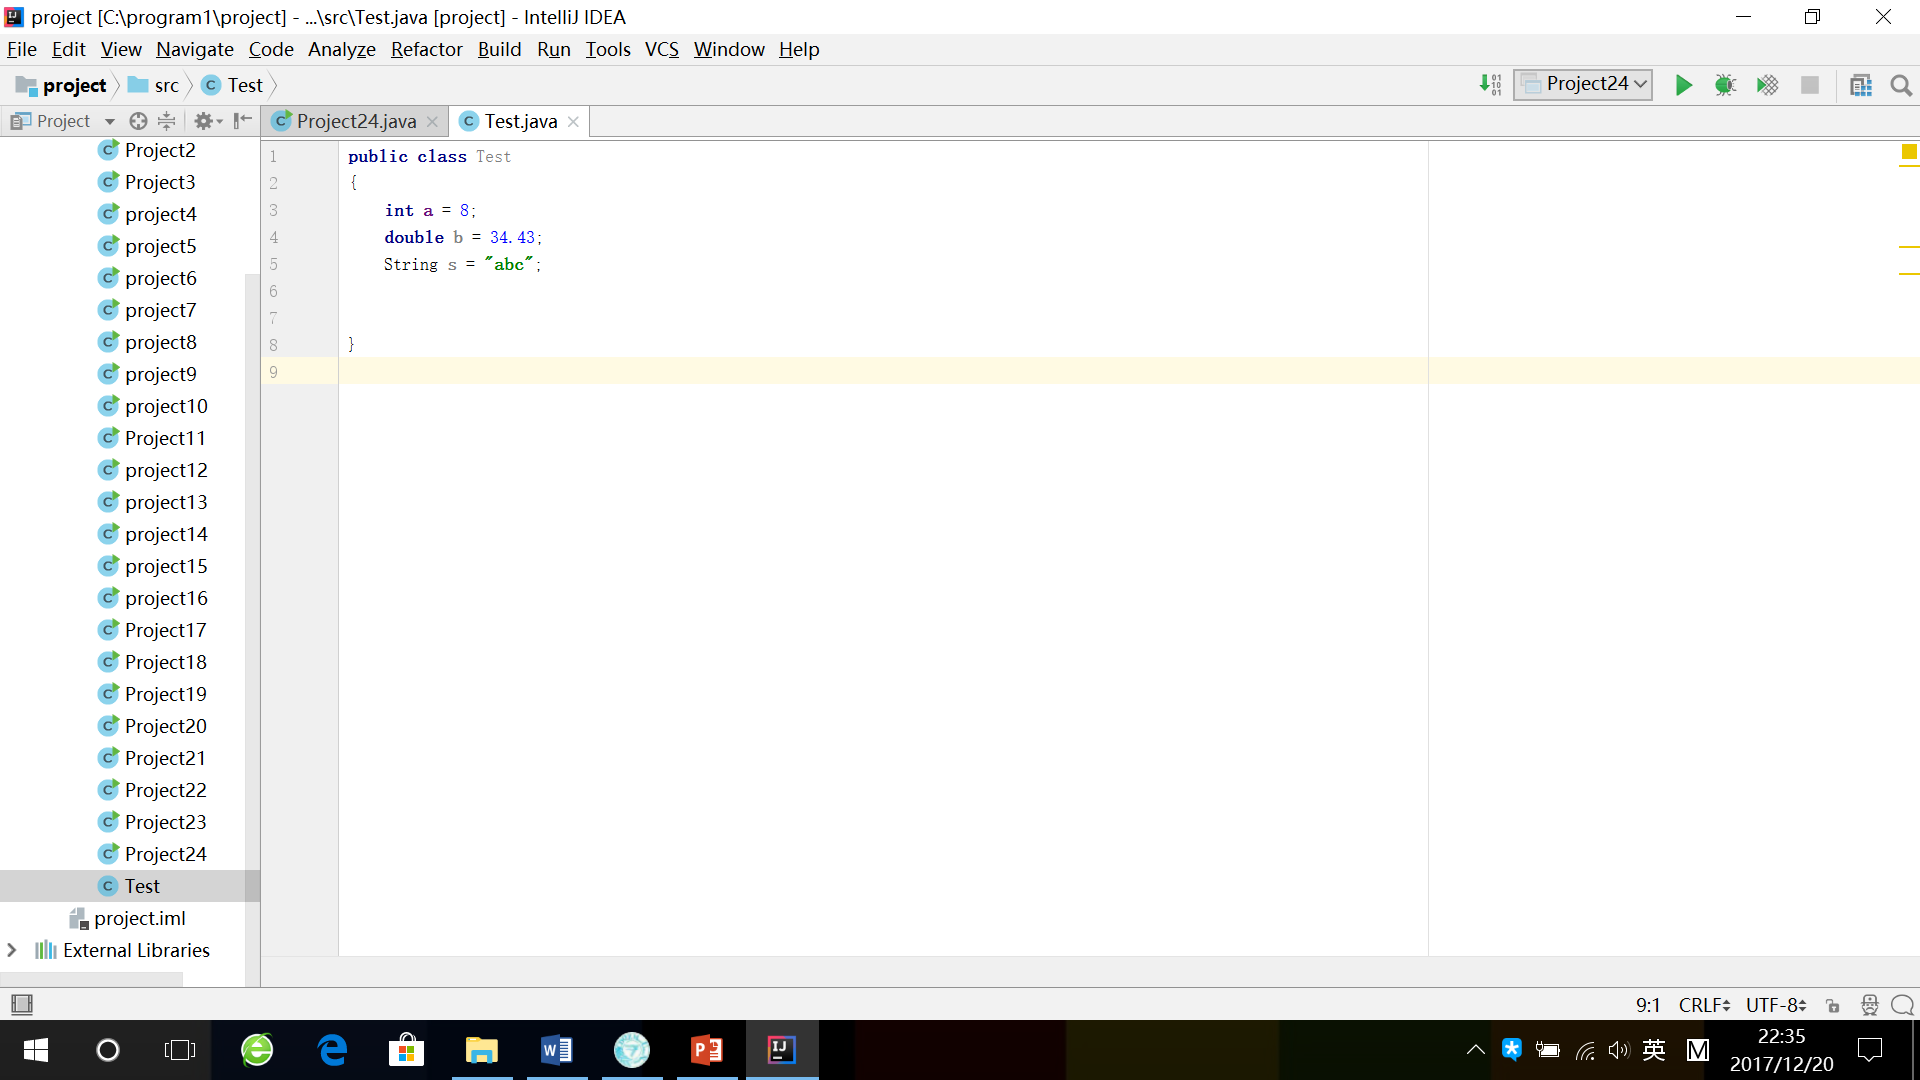 project [C:\program1\project] - ...\src\Test.java [project] - IntelliJ IDEA
File Edit View Navigate Code Analyze Refactor Build Run Tools VCS Window Help
project src Test Project24
Project Project24.java Test.java
Project2
Project3
project4
project5
project6
project7
project8
project9
project10
Project11
project12
project13
project14
project15
project16
Project17
Project18
Project19
Project20
Project21
Project22
Project23
Project24
Test
project.iml
External Libraries
1 public class Test
2 {
3 int a = 8;
4 double b = 34.43;
5 String s = "abc";
6
7
8 }
9
9:1 CRLF UTF-8
英 M 22:35
2017/12/20